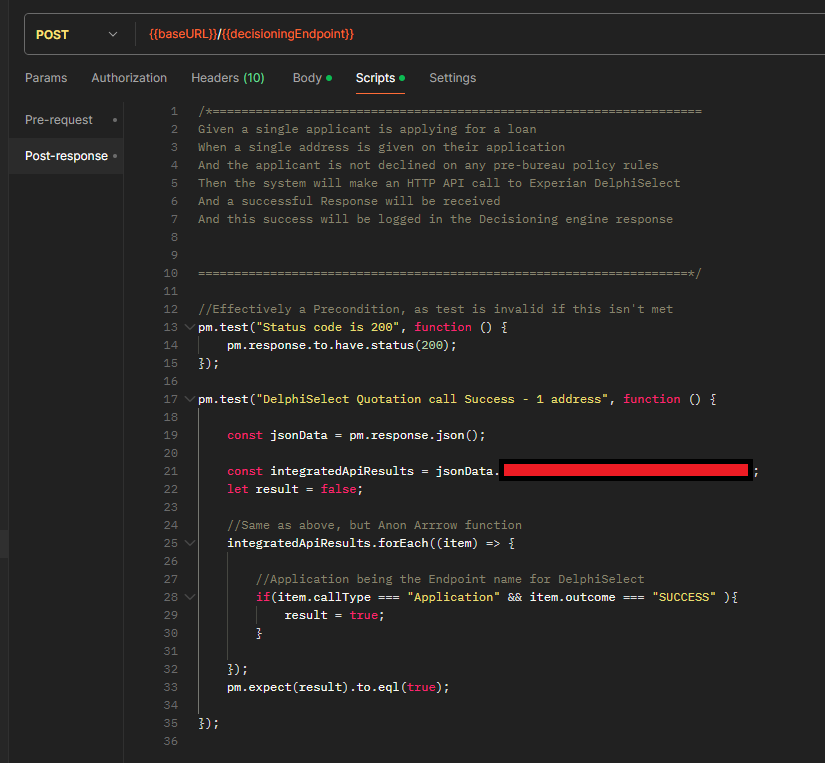 POST {{baseURL}}/{{decisioningEndpoint}}
Params Authorization Headers (10) Body Scripts Settings
Pre-request
Post-response
1 /*====================================================================
2 Given a single applicant is applying for a loan
3 When a single address is given on their application
4 And the applicant is not declined on any pre-bureau policy rules
5 Then the system will make an HTTP API call to Experian DelphiSelect
6 And a successful Response will be received
7 And this success will be logged in the Decisioning engine response
8
9
10 ====================================================================*/
11
12 //Effectively a Precondition, as test is invalid if this isn't met
13 pm.test("Status code is 200", function () {
14 pm.response.to.have.status(200);
15 });
16
17 pm.test("DelphiSelect Quotation call Success - 1 address", function () {
18
19 const jsonData = pm.response.json();
20
21 const integratedApiResults = jsonData. ;
22 let result = false;
23
24 //Same as above, but Anon Arrrow function
25 integratedApiResults.forEach((item) => {
26
27 //Application being the Endpoint name for DelphiSelect
28 if(item.callType === "Application" && item.outcome === "SUCCESS" ){
29 result = true;
30 }
31
32 });
33 pm.expect(result).to.eql(true);
34
35 });
36